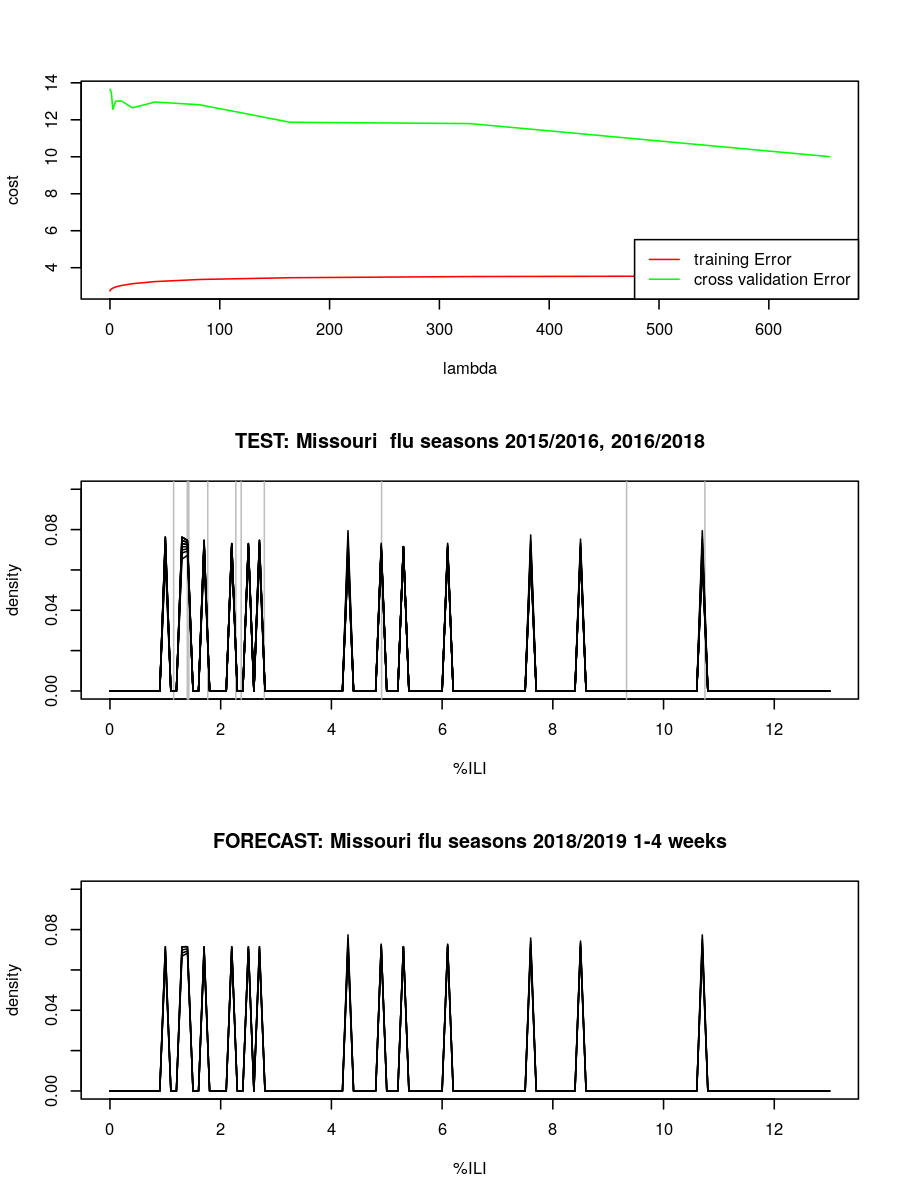 14
12
10
8
6
4
cost
training Error
cross validation Error
0 100 200 300 400 500 600
lambda
TEST: Missouri  flu seasons 2015/2016, 2016/2018
0.08
0.04
0.00
density
0 2 4 6 8 10 12
%ILI
FORECAST: Missouri flu seasons 2018/2019 1-4 weeks
0.08
0.04
0.00
density
0 2 4 6 8 10 12
%ILI